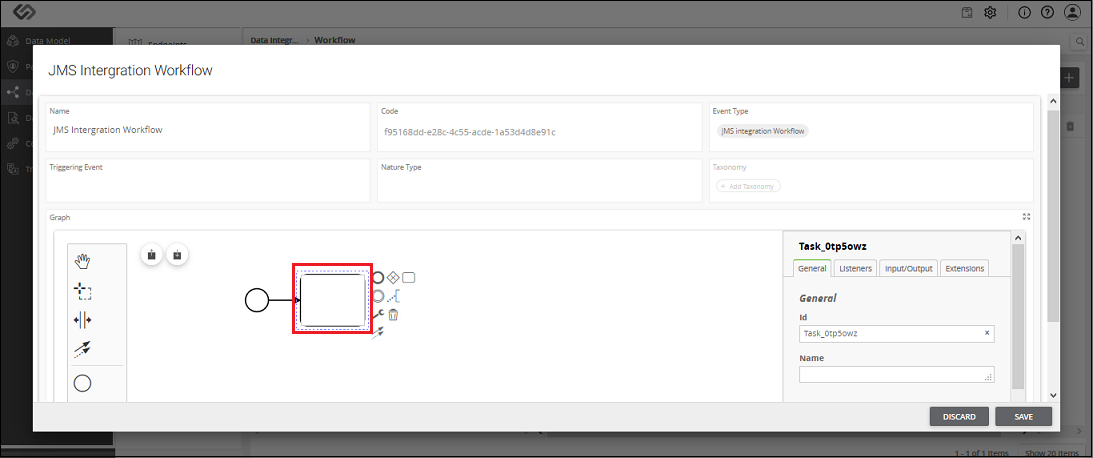 Data Model
Endpoints
Data Integr... > Workflow
JMS Intergration Workflow
Name
JMS Intergration Workflow
Code
f95168dd-e28c-4c55-acde-1a53d4d8e91c
Event Type
JMS integration Workflow
Triggering Event
Nature Type
Taxonomy
+ Add Taxonomy
Graph
Task_0tp5owz
General Listeners Input/Output Extensions
General
Id
Task_0tp5owz ×
Name
DISCARD SAVE
1 - 1 of 1 Items Show 20 Items